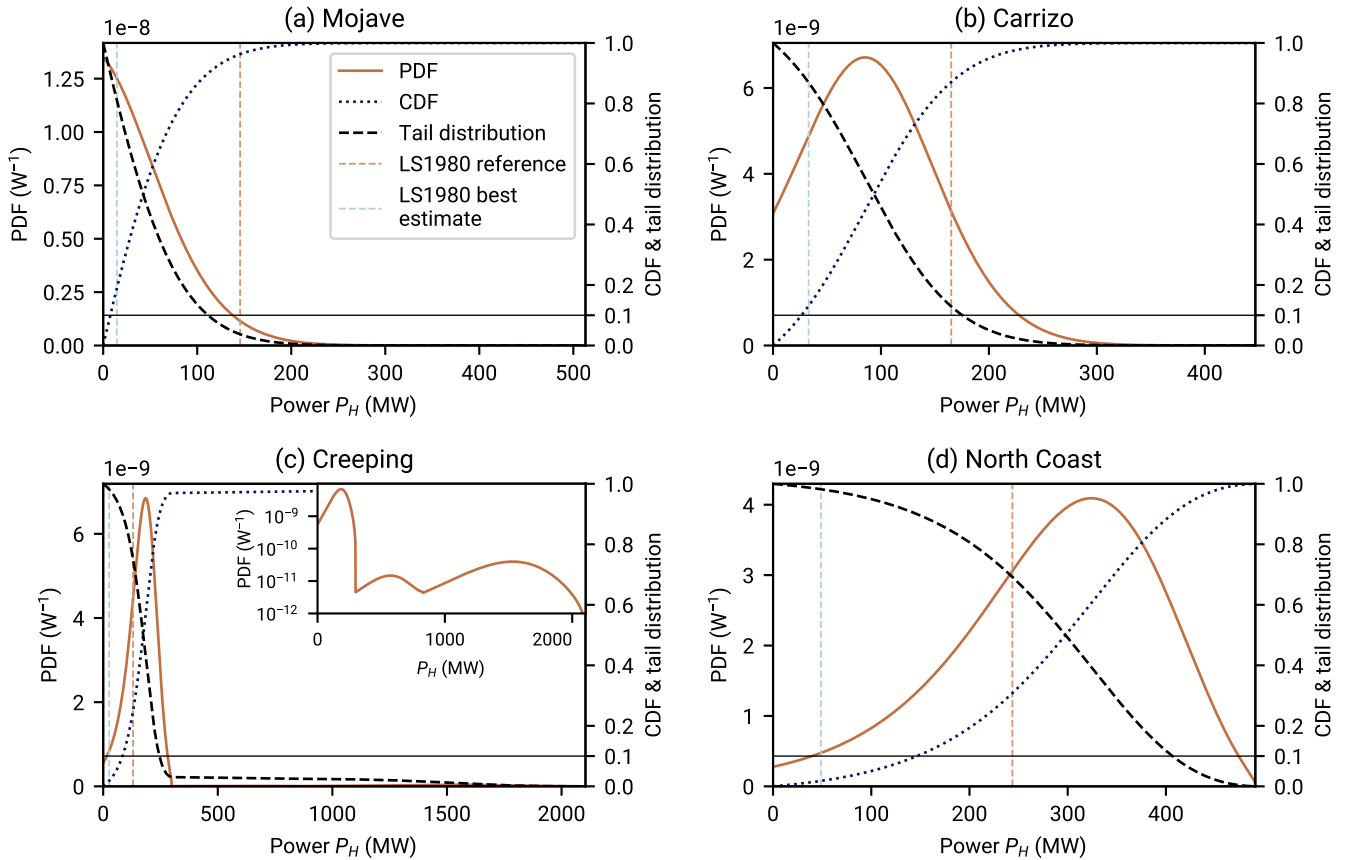 (a) Mojave
1e−8
PDF (W⁻¹)
1.25
1.00
0.75
0.50
0.25
0.00
1.0
0.8
0.6
0.4
0.2
0.1
0.0
CDF & tail distribution
PDF
CDF
Tail distribution
LS1980 reference
LS1980 best
estimate
0 100 200 300 400 500
Power P_H (MW)
(b) Carrizo
1e−9
PDF (W⁻¹)
6
4
2
0
1.0
0.8
0.6
0.4
0.2
0.1
0.0
CDF & tail distribution
0 100 200 300 400
Power P_H (MW)
(c) Creeping
1e−9
PDF (W⁻¹)
6
4
2
0
PDF (W⁻¹)
10⁻⁹
10⁻¹⁰
10⁻¹¹
10⁻¹²
0 1000 2000
P_H (MW)
1.0
0.8
0.6
0.4
0.2
0.1
0.0
CDF & tail distribution
0 500 1000 1500 2000
Power P_H (MW)
(d) North Coast
1e−9
PDF (W⁻¹)
4
3
2
1
0
1.0
0.8
0.6
0.4
0.2
0.1
0.0
CDF & tail distribution
0 100 200 300 400
Power P_H (MW)